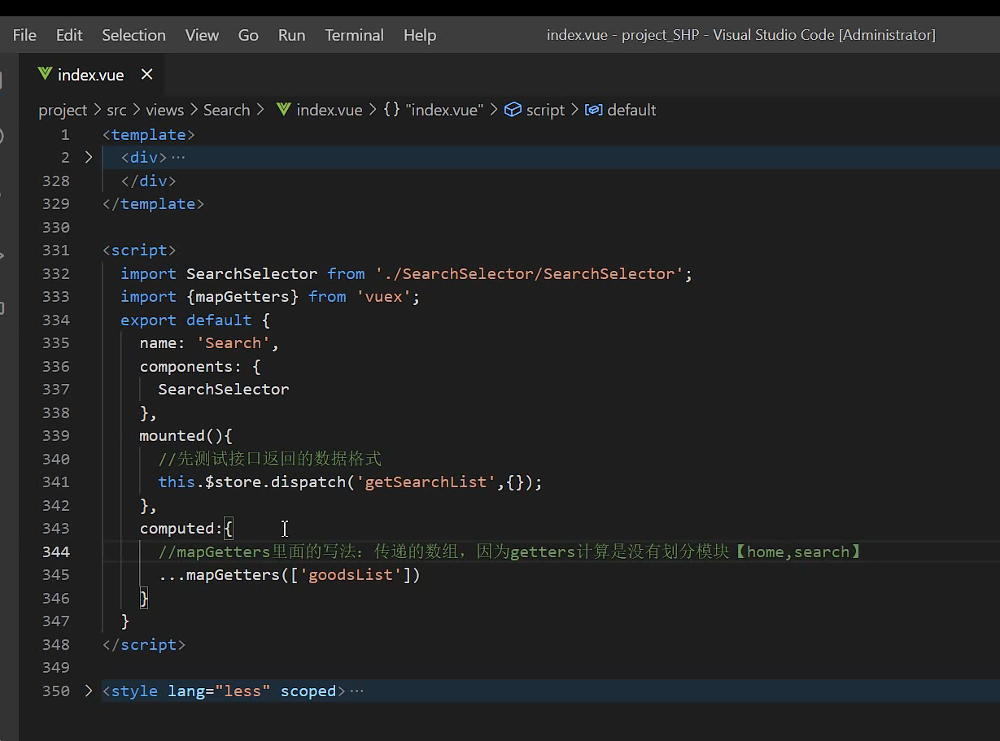 File Edit Selection View Go Run Terminal Help index.vue - project_SHP - Visual Studio Code [Administrator]
index.vue ×
project > src > views > Search > index.vue > {} "index.vue" > script > default
1 <template>
2 > <div>···
328 </div>
329 </template>
330
331 <script>
332 import SearchSelector from './SearchSelector/SearchSelector';
333 import {mapGetters} from 'vuex';
334 export default {
335 name: 'Search',
336 components: {
337 SearchSelector
338 },
339 mounted(){
340 //先测试接口返回的数据格式
341 this.$store.dispatch('getSearchList',{});
342 },
343 computed:{
344 //mapGetters里面的写法：传递的数组，因为getters计算是没有划分模块【home,search】
345 ...mapGetters(['goodsList'])
346 }
347 }
348 </script>
349
350 > <style lang="less" scoped>···